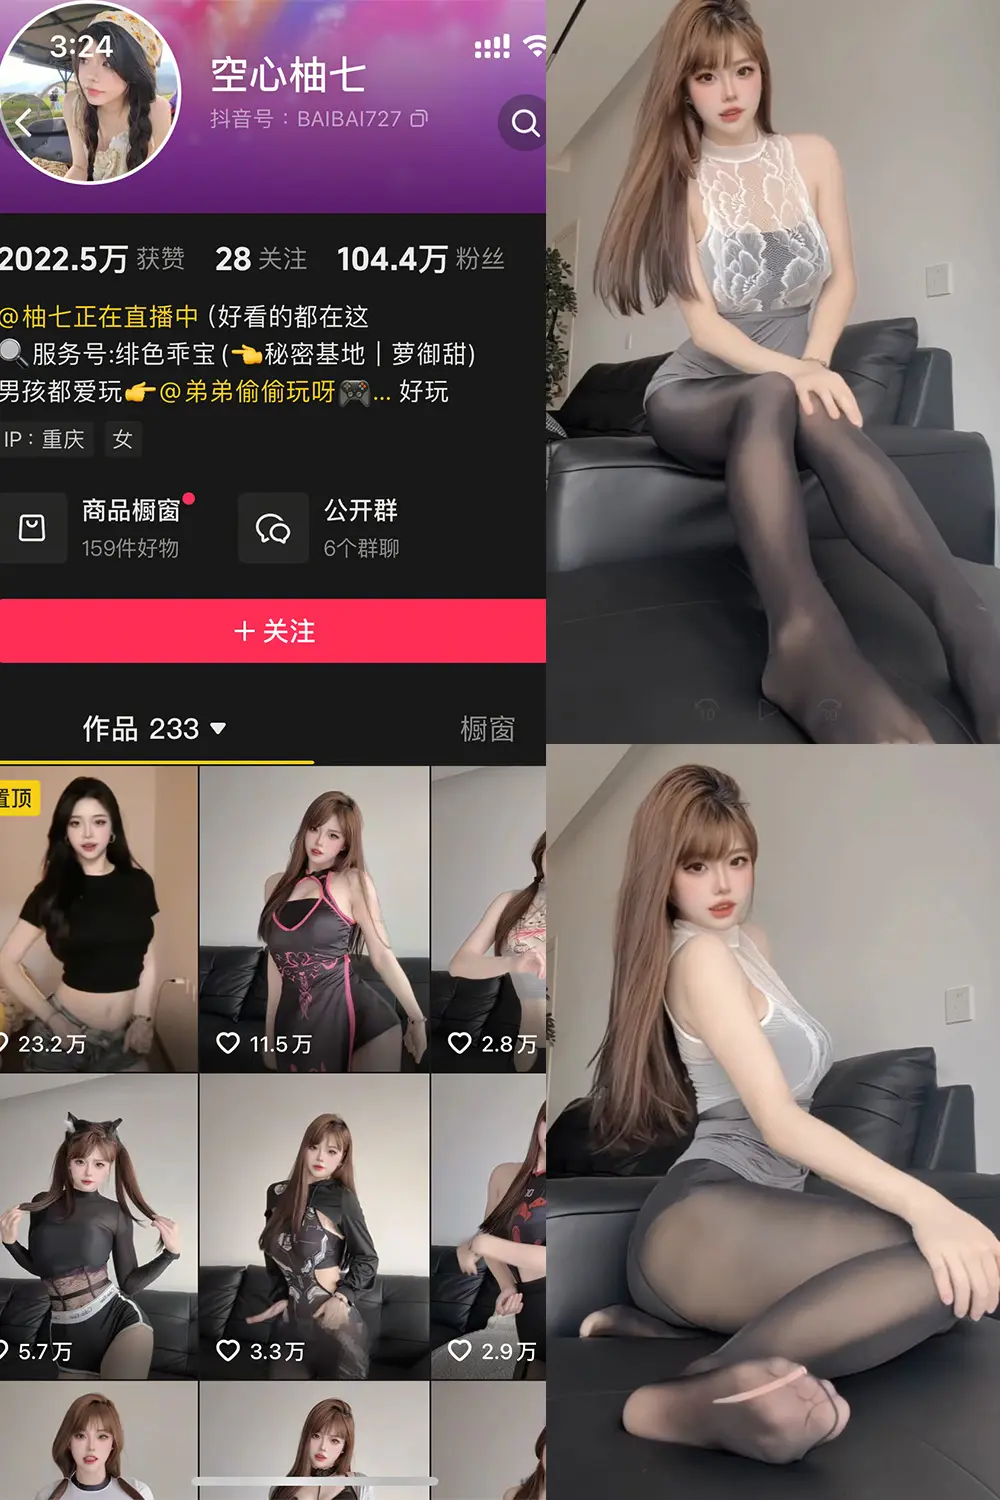 3:24
空心柚七
抖音号：BAIBAI727
2022.5万 获赞 28 关注 104.4万 粉丝
@柚七正在直播中 (好看的都在这
🔍服务号:绯色乖宝 (👈秘密基地｜萝御甜)
男孩都爱玩👉@弟弟偷偷玩呀🎮... 好玩
IP：重庆 女
商品橱窗 公开群
159件好物 6个群聊
+ 关注
作品 233 橱窗
置顶
23.2万 11.5万 2.8万
5.7万 3.3万 2.9万